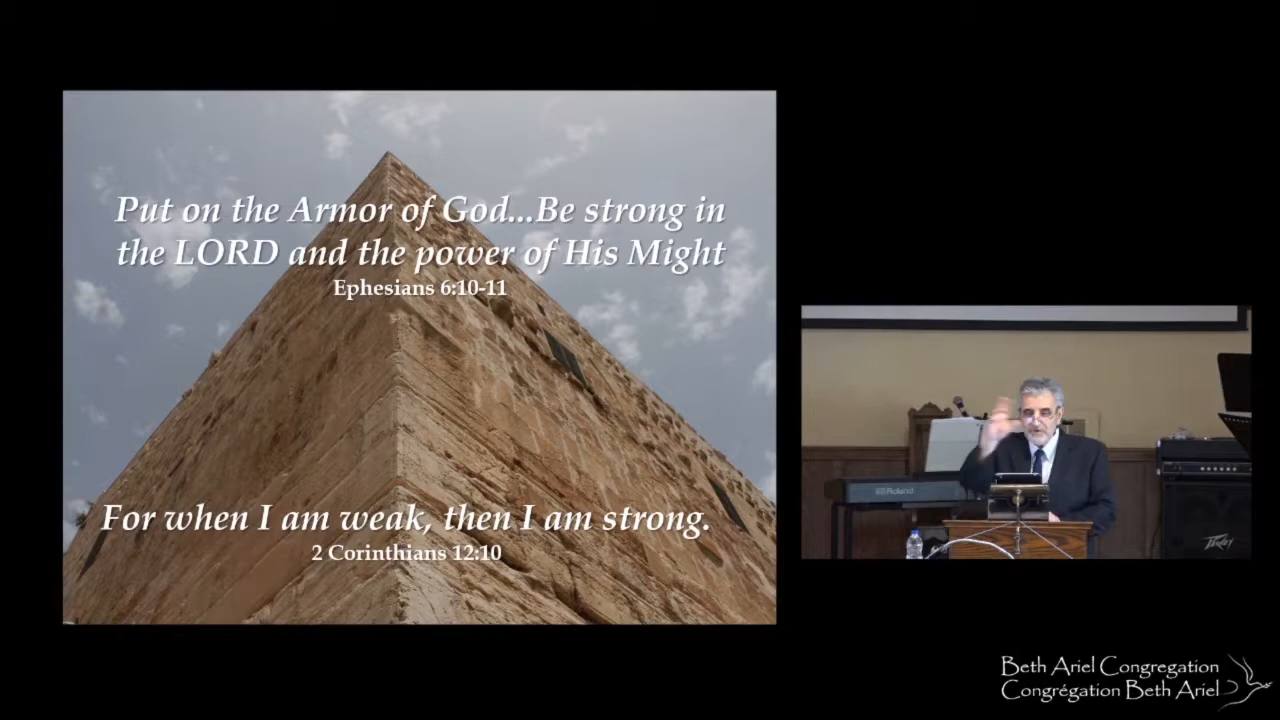 Put on the Armor of God...Be strong in
the LORD and the power of His Might
Ephesians 6:10-11
For when I am weak, then I am strong.
2 Corinthians 12:10
Roland
PEAVEY
Beth Ariel Congregation
Congrégation Beth Ariel